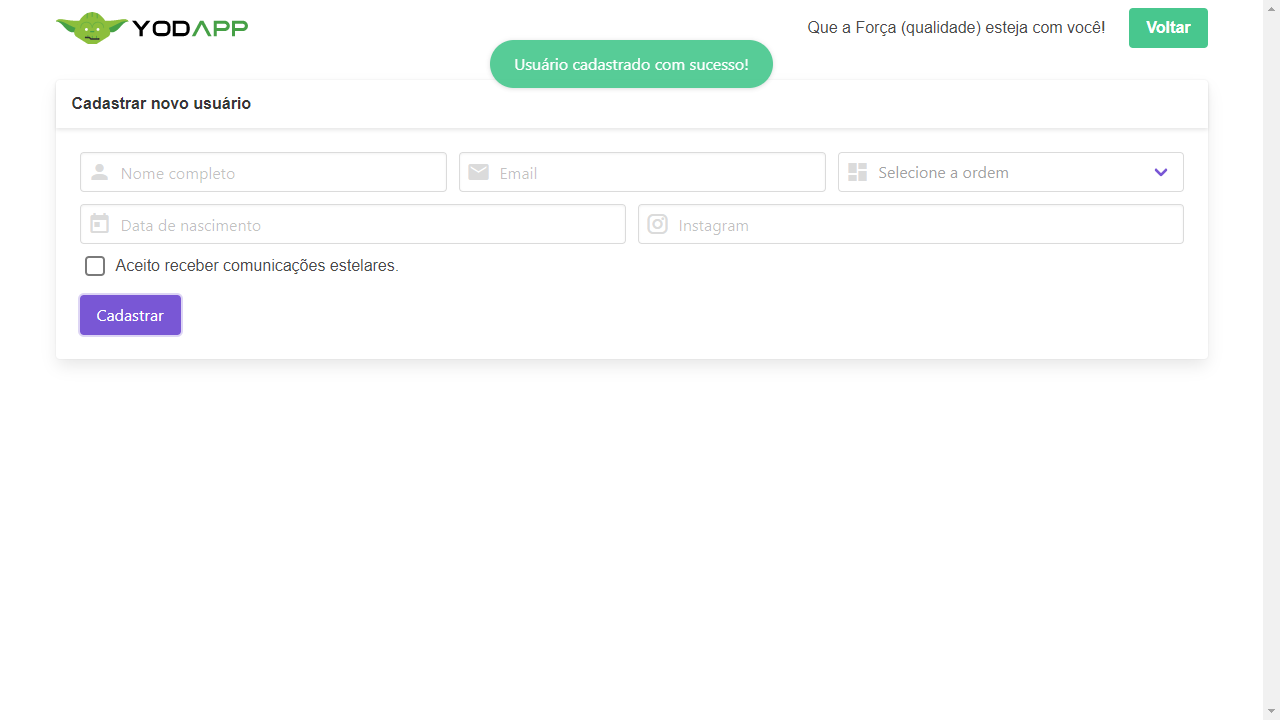 YODAPP
Que a Força (qualidade) esteja com você!
Voltar
Usuário cadastrado com sucesso!
Cadastrar novo usuário
Nome completo
Email
Selecione a ordem
Data de nascimento
Instagram
Aceito receber comunicações estelares.
Cadastrar